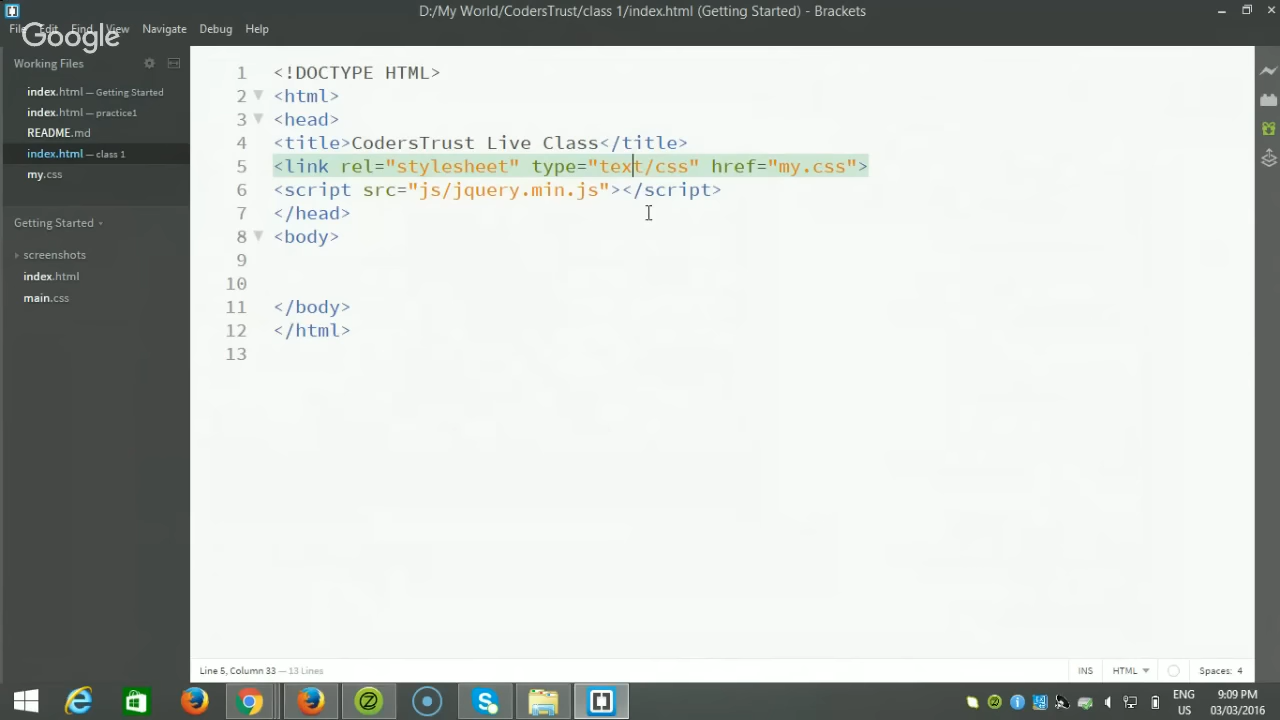 D:/My World/CodersTrust/class 1/index.html (Getting Started) - Brackets
File Edit Find View Navigate Debug Help
Google
Working Files
index.html — Getting Started
index.html — practice1
README.md
index.html — class 1
my.css
Getting Started
screenshots
index.html
main.css
1 <!DOCTYPE HTML>
2 <html>
3 <head>
4 <title>CodersTrust Live Class</title>
5 <link rel="stylesheet" type="text/css" href="my.css">
6 <script src="js/jquery.min.js"></script>
7 </head>
8 <body>
9
10
11 </body>
12 </html>
13
Line 5, Column 33 — 13 Lines
INS HTML Spaces: 4
ENG 9:09 PM
US 03/03/2016